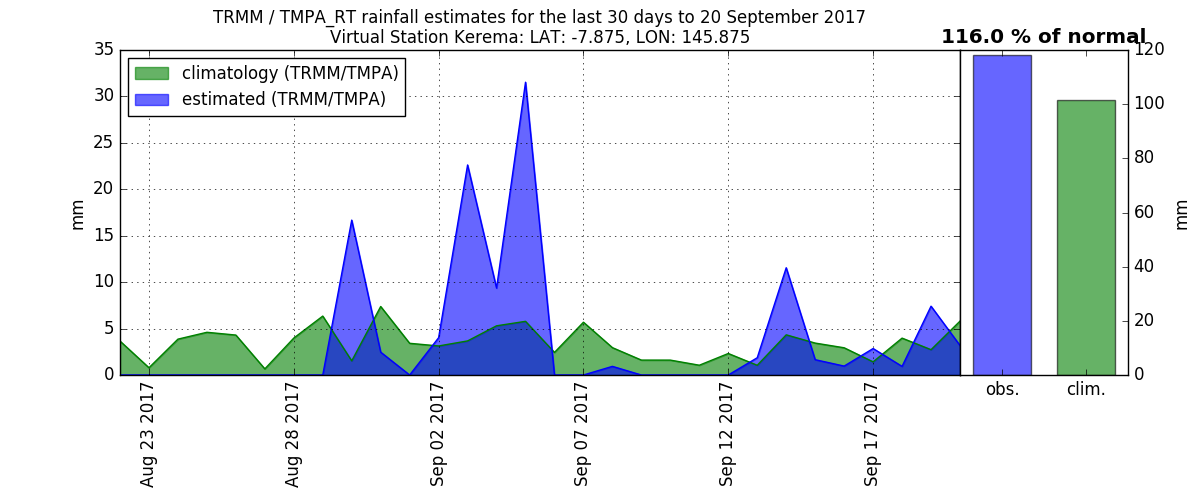 TRMM / TMPA_RT rainfall estimates for the last 30 days to 20 September 2017
Virtual Station Kerema: LAT: -7.875, LON: 145.875
116.0 % of normal
climatology (TRMM/TMPA)
estimated (TRMM/TMPA)
35
30
25
20
15
10
5
0
mm
Aug 23 2017
Aug 28 2017
Sep 02 2017
Sep 07 2017
Sep 12 2017
Sep 17 2017
obs.
clim.
120
100
80
60
40
20
0
mm